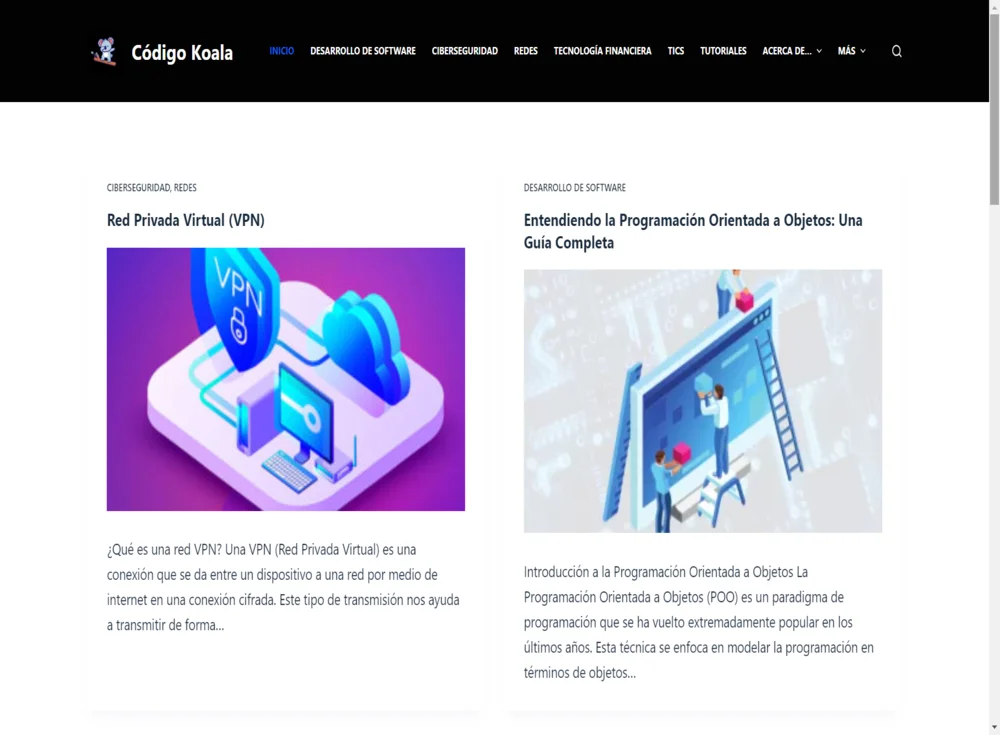 Código Koala
INICIO DESARROLLO DE SOFTWARE CIBERSEGURIDAD REDES TECNOLOGÍA FINANCIERA TICS TUTORIALES ACERCA DE... MÁS
CIBERSEGURIDAD, REDES
Red Privada Virtual (VPN)
VPN
¿Qué es una red VPN? Una VPN (Red Privada Virtual) es una
conexión que se da entre un dispositivo a una red por medio de
internet en una conexión cifrada. Este tipo de transmisión nos ayuda
a transmitir de forma...
DESARROLLO DE SOFTWARE
Entendiendo la Programación Orientada a Objetos: Una
Guía Completa
Introducción a la Programación Orientada a Objetos La
Programación Orientada a Objetos (POO) es un paradigma de
programación que se ha vuelto extremadamente popular en los
últimos años. Esta técnica se enfoca en modelar la programación en
términos de objetos...